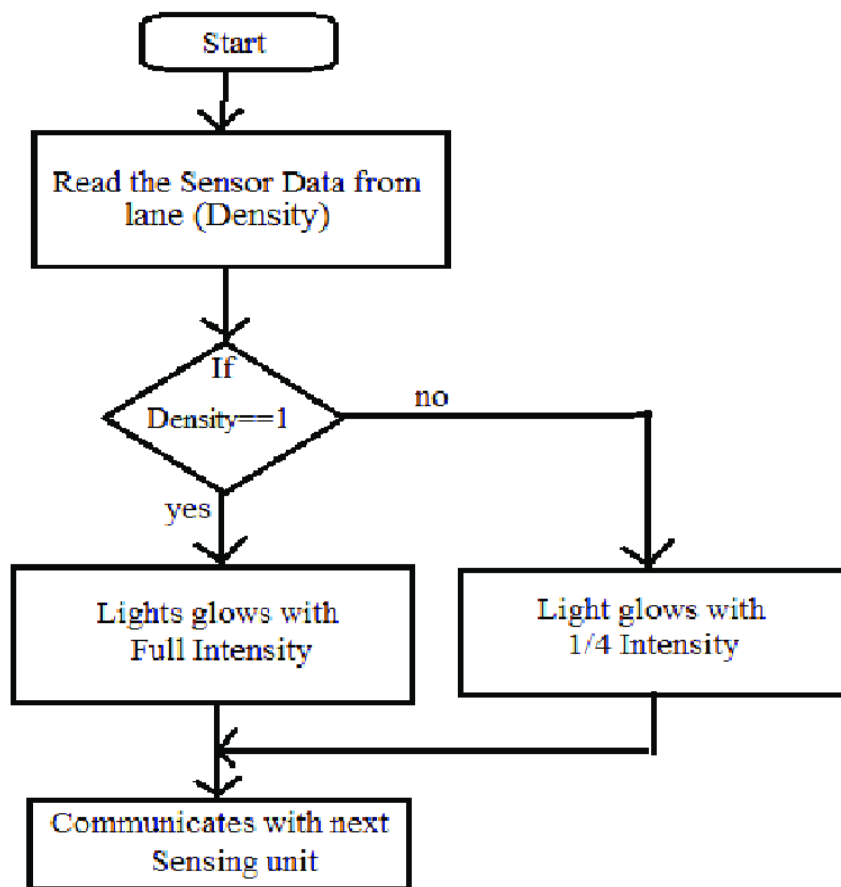 Start
Read the Sensor Data from
lane (Density)
If
Density==1
no
yes
Lights glows with
Full Intensity
Light glows with
1/4 Intensity
Communicates with next
Sensing unit